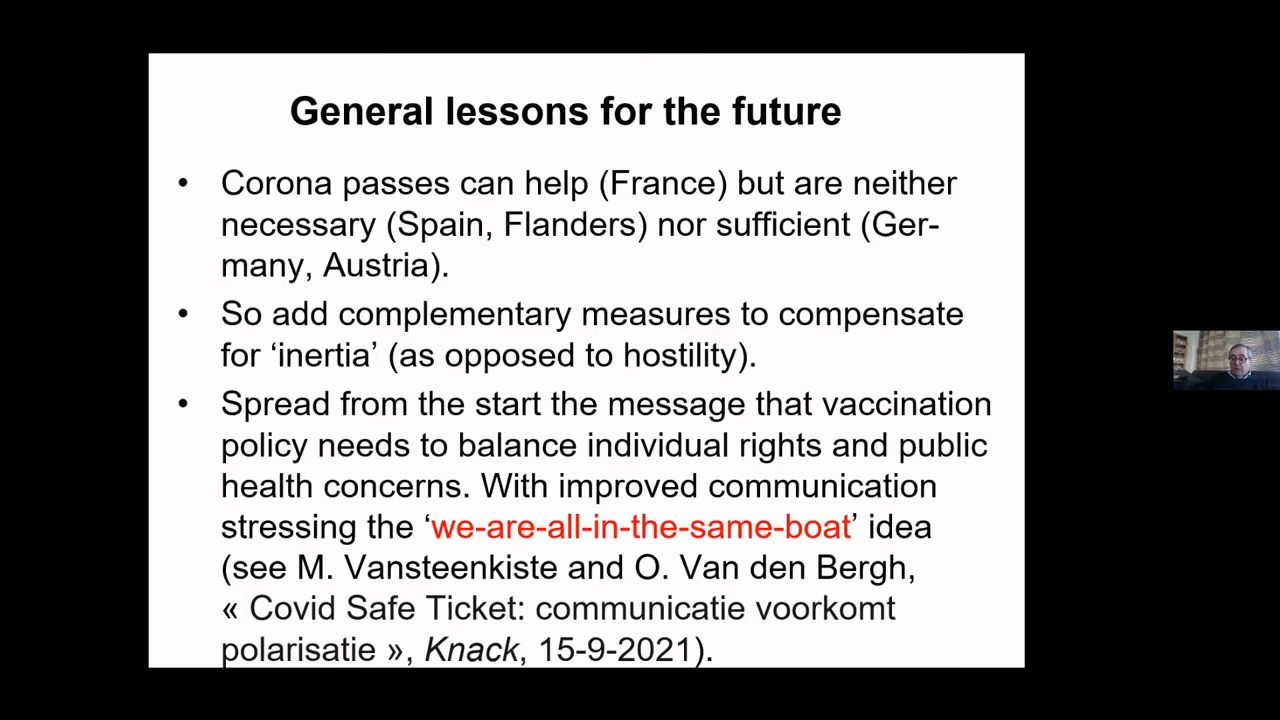 General lessons for the future
• Corona passes can help (France) but are neither
necessary (Spain, Flanders) nor sufficient (Ger-
many, Austria).
• So add complementary measures to compensate
for ‘inertia’ (as opposed to hostility).
• Spread from the start the message that vaccination
policy needs to balance individual rights and public
health concerns. With improved communication
stressing the ‘we-are-all-in-the-same-boat’ idea
(see M. Vansteenkiste and O. Van den Bergh,
« Covid Safe Ticket: communicatie voorkomt
polarisatie », Knack, 15-9-2021).